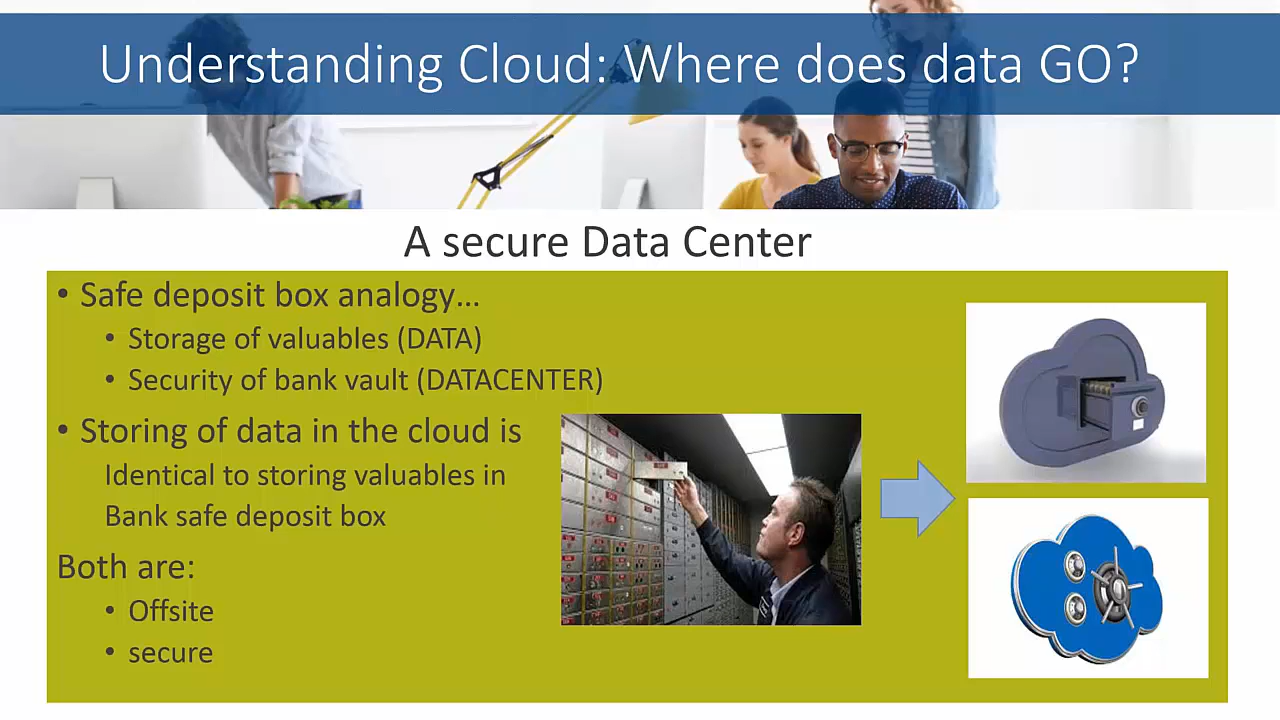 Understanding Cloud: Where does data GO?
A secure Data Center
• Safe deposit box analogy…
• Storage of valuables (DATA)
• Security of bank vault (DATACENTER)
• Storing of data in the cloud is
Identical to storing valuables in
Bank safe deposit box
Both are:
• Offsite
• secure